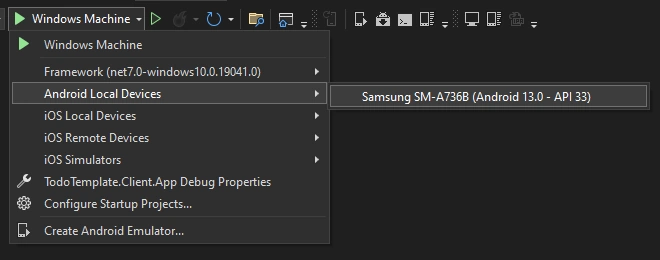 Windows Machine
Windows Machine
Framework (net7.0-windows10.0.19041.0)
Android Local Devices
Samsung SM-A736B (Android 13.0 - API 33)
iOS Local Devices
iOS Remote Devices
iOS Simulators
TodoTemplate.Client.App Debug Properties
Configure Startup Projects...
Create Android Emulator...